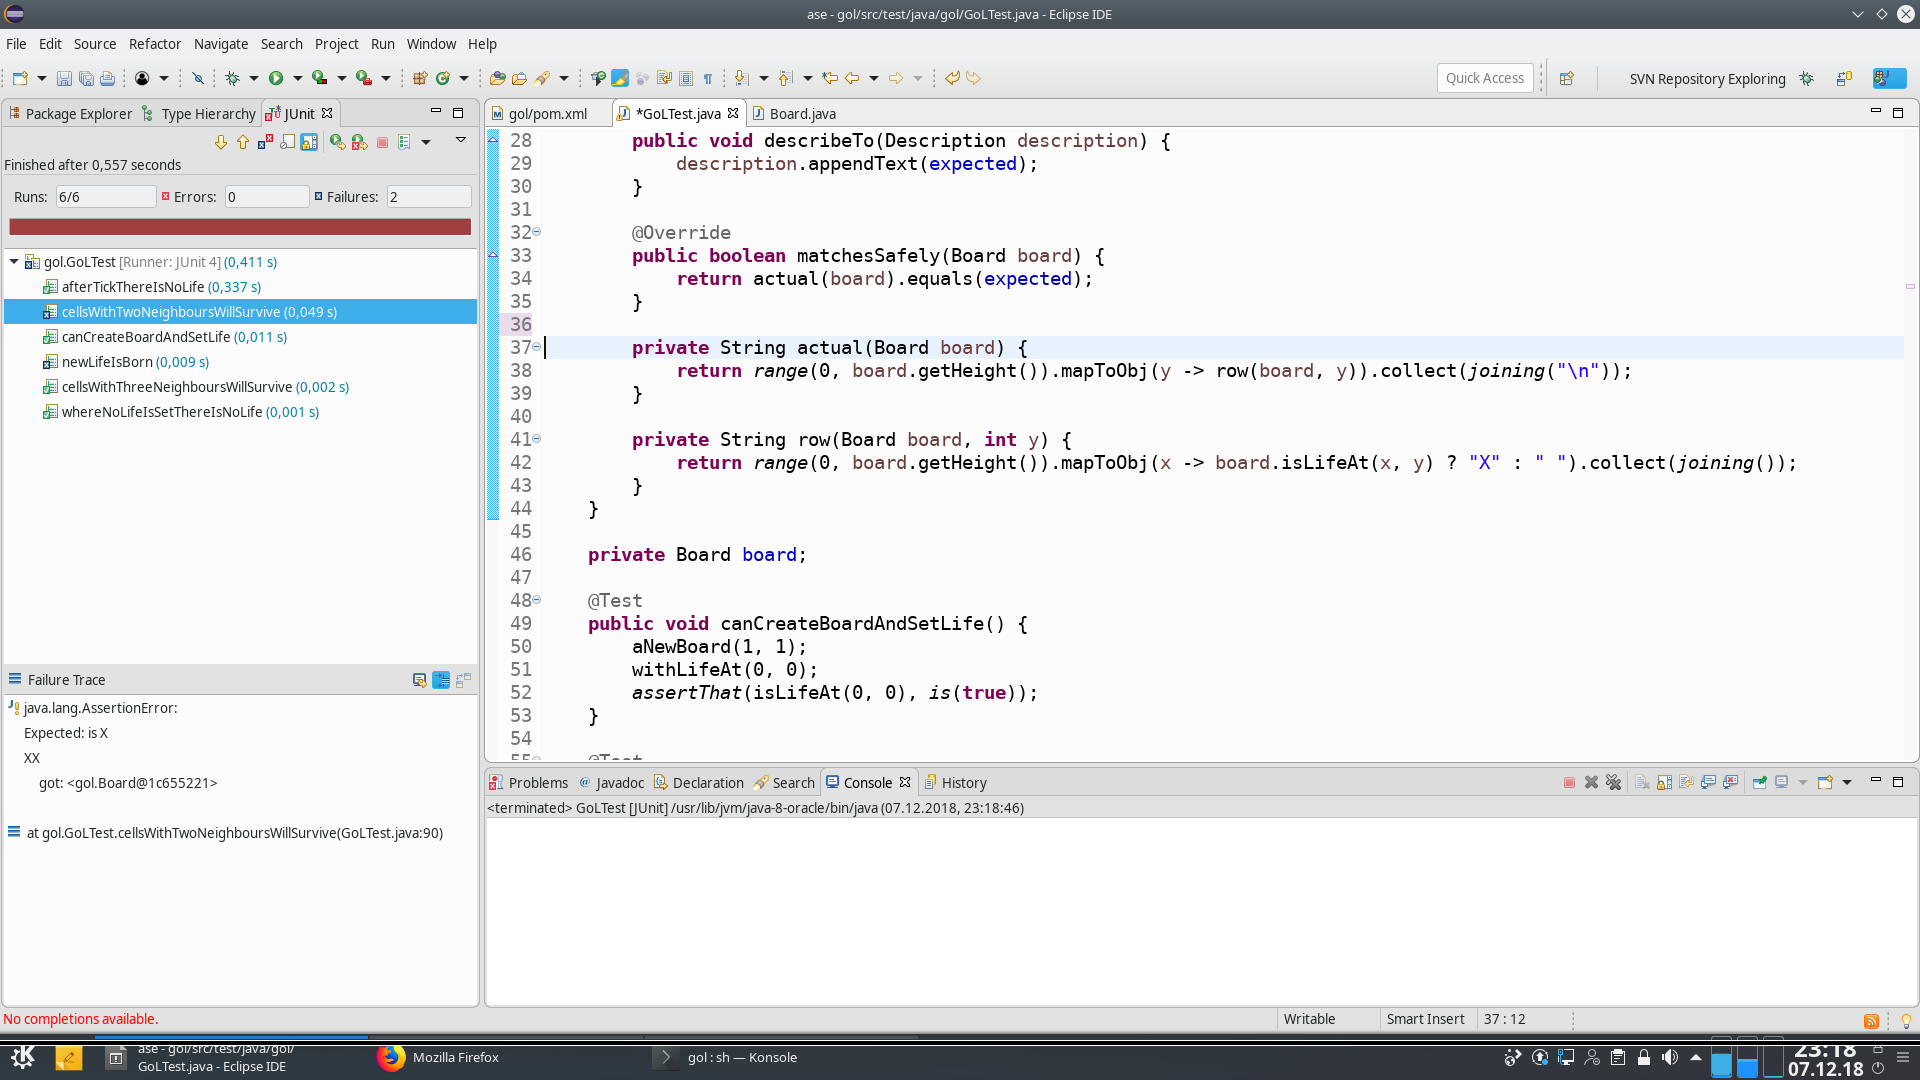 ase - gol/src/test/java/gol/GoLTest.java - Eclipse IDE
File Edit Source Refactor Navigate Search Project Run Window Help
Quick Access
SVN Repository Exploring
Package Explorer Type Hierarchy JUnit
Finished after 0,557 seconds
Runs: 6/6 Errors: 0 Failures: 2
gol.GoLTest [Runner: JUnit 4] (0,411 s)
afterTickThereIsNoLife (0,337 s)
cellsWithTwoNeighboursWillSurvive (0,049 s)
canCreateBoardAndSetLife (0,011 s)
newLifeIsBorn (0,009 s)
cellsWithThreeNeighboursWillSurvive (0,002 s)
whereNoLifeIsSetThereIsNoLife (0,001 s)
Failure Trace
java.lang.AssertionError:
Expected: is X
XX
got: <gol.Board@1c655221>
at gol.GoLTest.cellsWithTwoNeighboursWillSurvive(GoLTest.java:90)
gol/pom.xml *GoLTest.java Board.java
28 public void describeTo(Description description) {
29 description.appendText(expected);
30 }
31
32 @Override
33 public boolean matchesSafely(Board board) {
34 return actual(board).equals(expected);
35 }
36
37 private String actual(Board board) {
38 return range(0, board.getHeight()).mapToObj(y -> row(board, y)).collect(joining("\n"));
39 }
40
41 private String row(Board board, int y) {
42 return range(0, board.getHeight()).mapToObj(x -> board.isLifeAt(x, y) ? "X" : " ").collect(joining());
43 }
44 }
45
46 private Board board;
47
48 @Test
49 public void canCreateBoardAndSetLife() {
50 aNewBoard(1, 1);
51 withLifeAt(0, 0);
52 assertThat(isLifeAt(0, 0), is(true));
53 }
54
55 @Test
Problems Javadoc Declaration Search Console History
<terminated> GoLTest [JUnit] /usr/lib/jvm/java-8-oracle/bin/java (07.12.2018, 23:18:46)
No completions available.
Writable Smart Insert 37 : 12
ase - gol/src/test/java/gol/
GoLTest.java - Eclipse IDE
Mozilla Firefox
gol : sh — Konsole
23:18
07.12.18